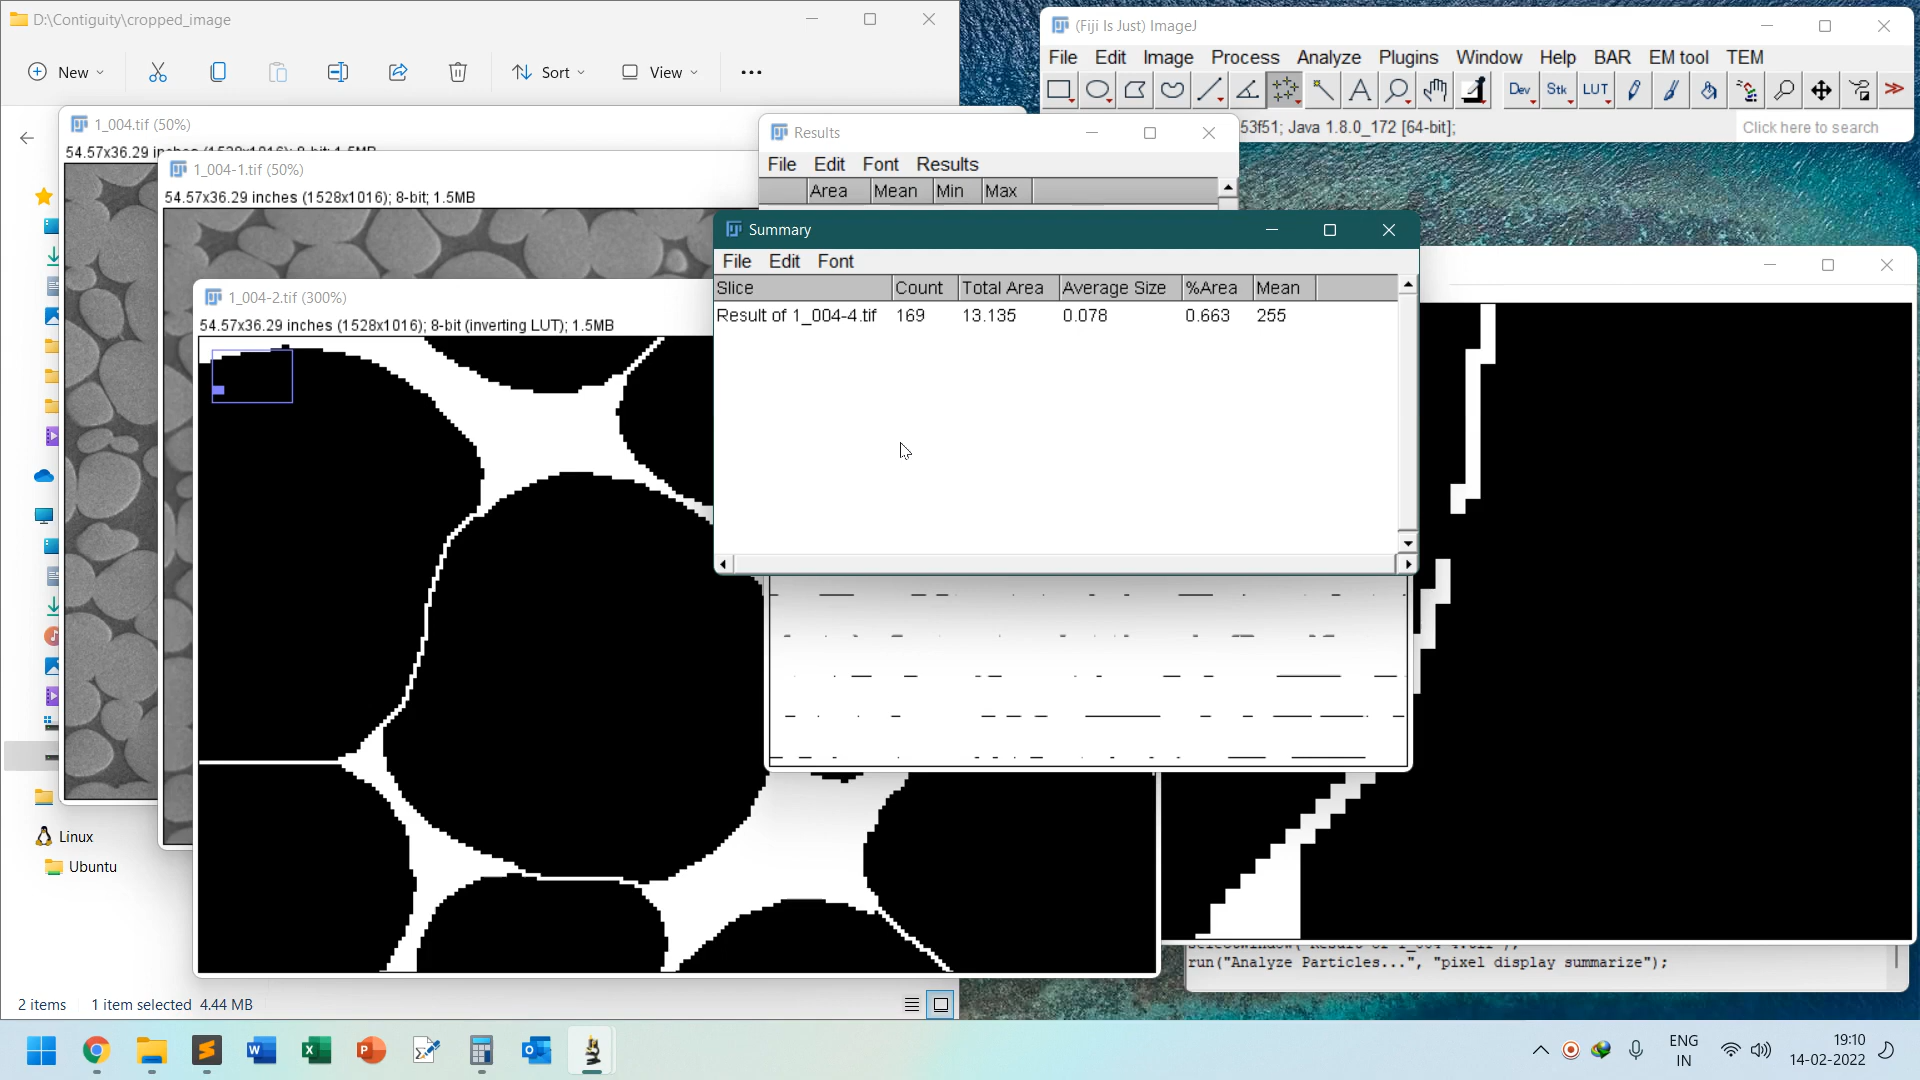 D:\Contiguity\cropped_image
New
Sort
View
1_004.tif (50%)
1_004-1.tif (50%)
54.57x36.29 inches (1528x1016); 8-bit; 1.5MB
1_004-2.tif (300%)
54.57x36.29 inches (1528x1016); 8-bit (inverting LUT); 1.5MB
Linux
Ubuntu
2 items 1 item selected 4.44 MB
Results
File Edit Font Results
Area Mean Min Max
Summary
File Edit Font
Slice Count Total Area Average Size %Area Mean
Result of 1_004-4.tif 169 13.135 0.078 0.663 255
(Fiji Is Just) ImageJ
File Edit Image Process Analyze Plugins Window Help BAR EM tool TEM
Dev Stk LUT
53f51; Java 1.8.0_172 [64-bit];
Click here to search
run("Analyze Particles...", "pixel display summarize");
ENG
IN
19:10
14-02-2022